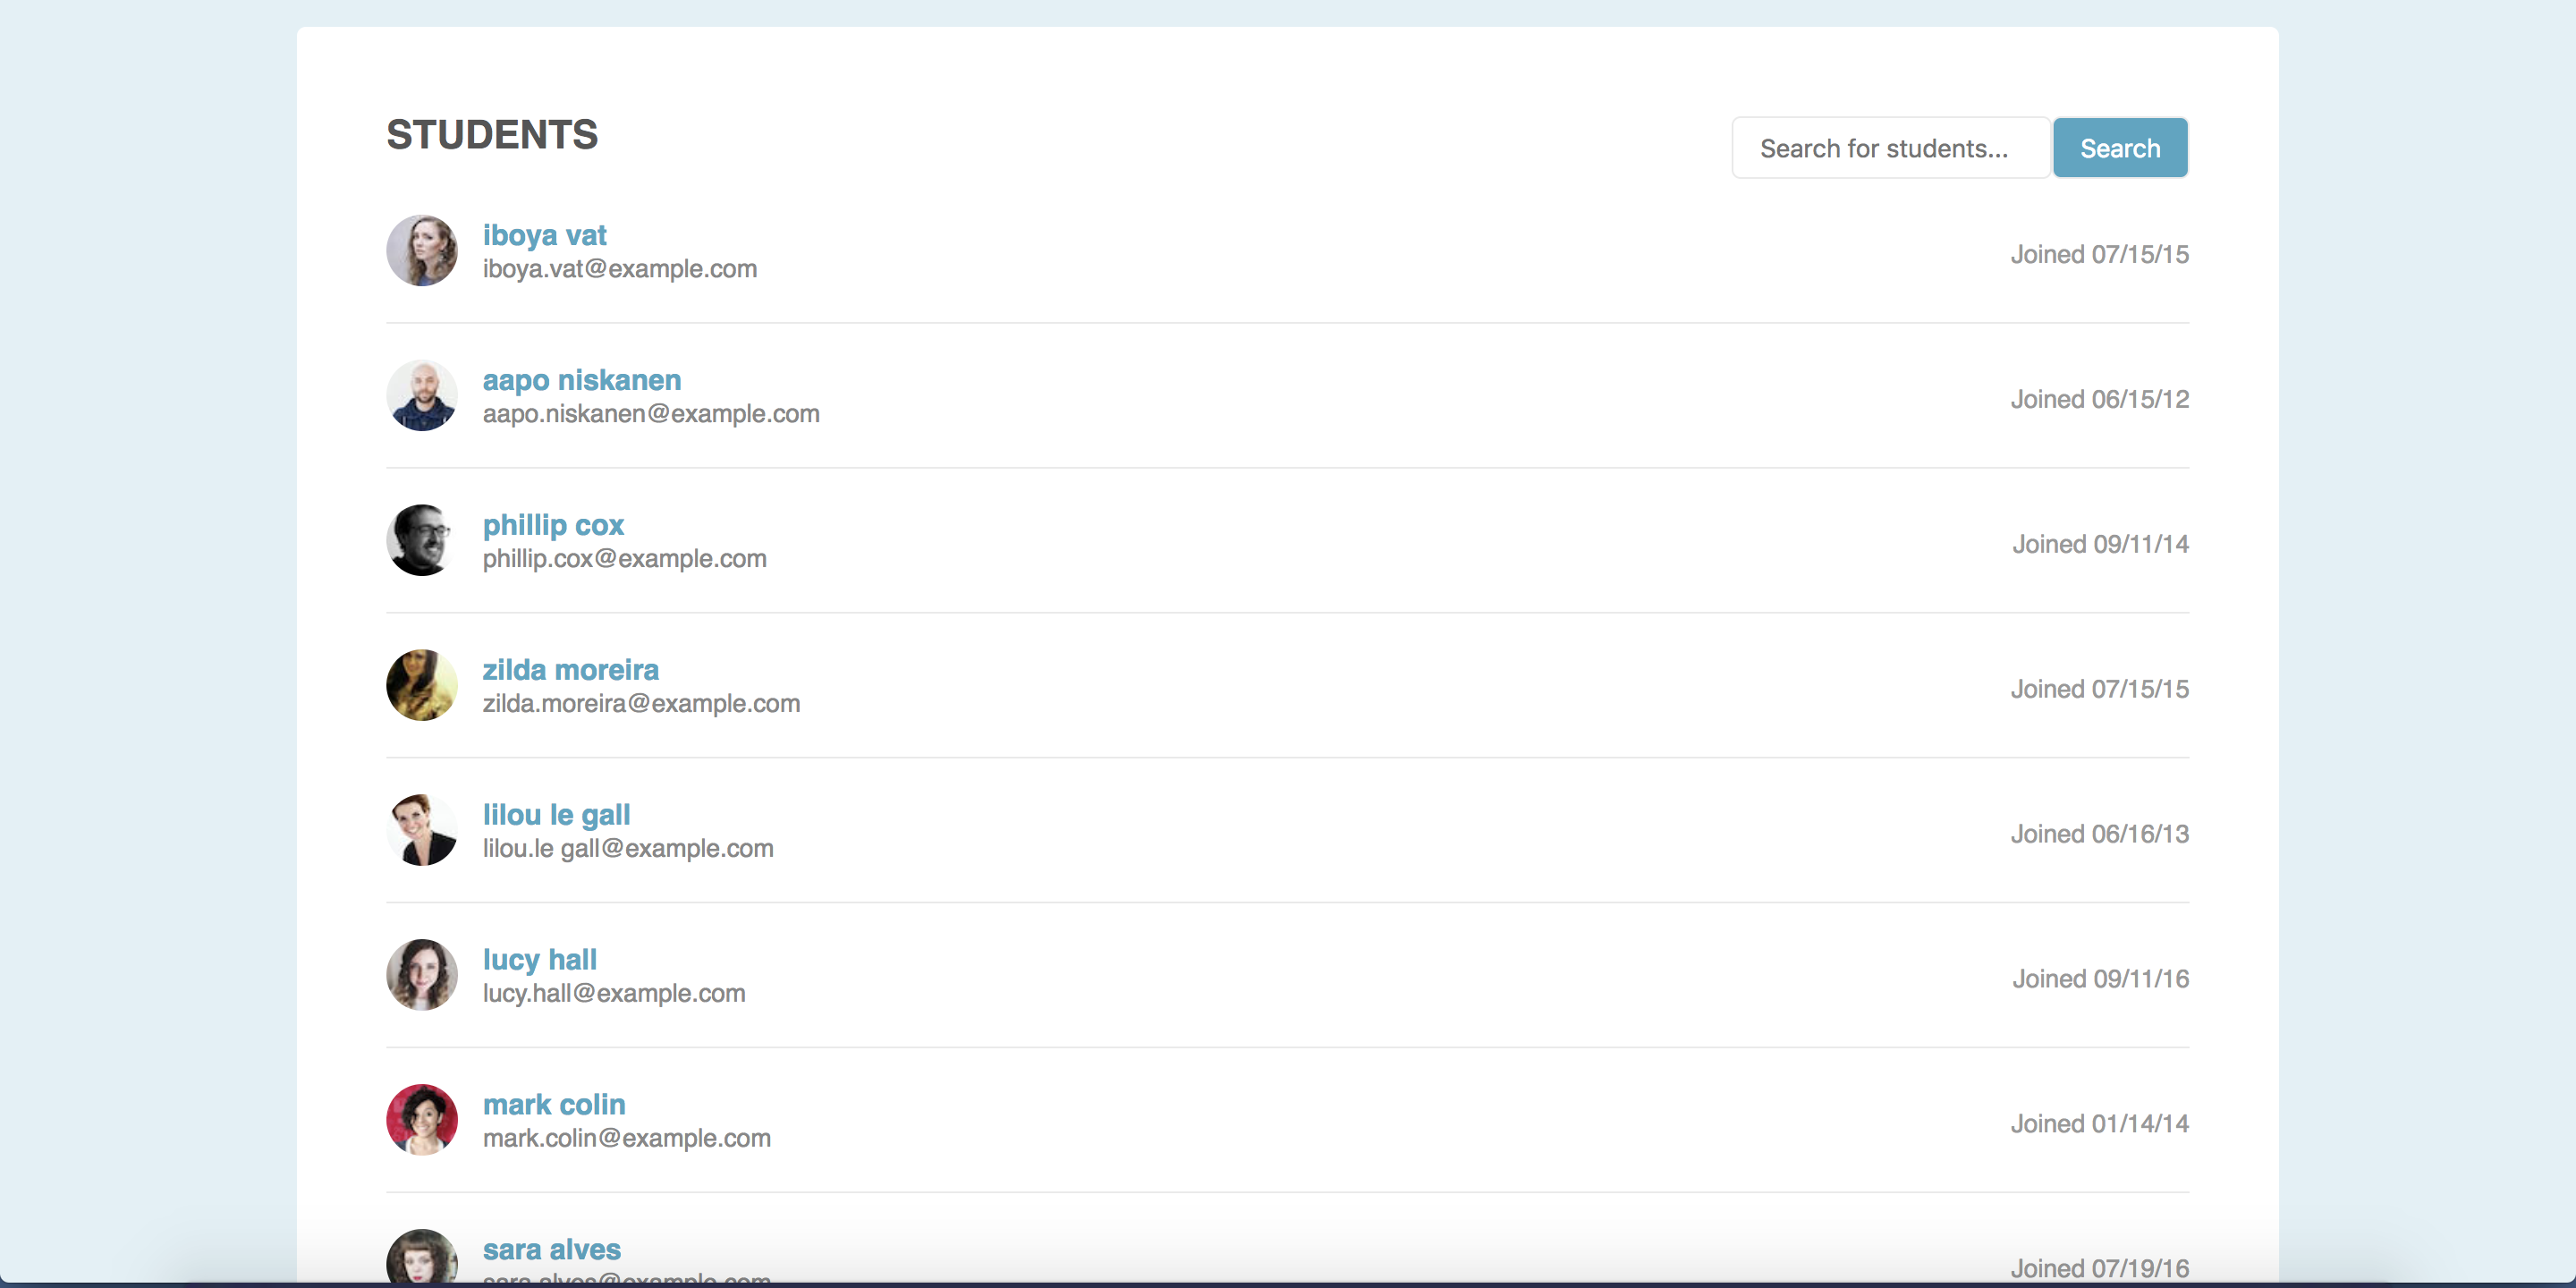 STUDENTS
Search for students...
Search
iboya vat
iboya.vat@example.com
Joined 07/15/15
aapo niskanen
aapo.niskanen@example.com
Joined 06/15/12
phillip cox
phillip.cox@example.com
Joined 09/11/14
zilda moreira
zilda.moreira@example.com
Joined 07/15/15
lilou le gall
lilou.le gall@example.com
Joined 06/16/13
lucy hall
lucy.hall@example.com
Joined 09/11/16
mark colin
mark.colin@example.com
Joined 01/14/14
sara alves
sara.alves@example.com
Joined 07/19/16